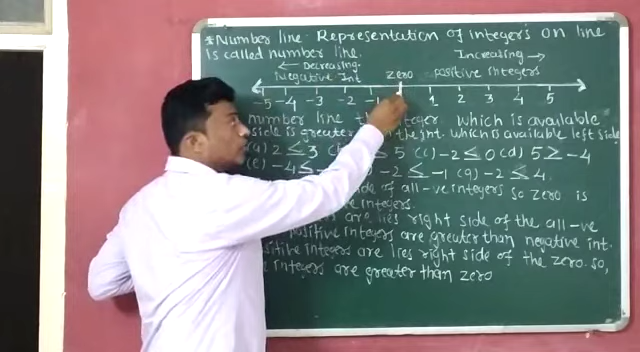 *Number line- Representation of integers on line
is called number line.
← Decreasing Increasing →
Negative Int zero positive integers
-5 -4 -3 -2 -1 1 2 3 4 5
number line the integer which is available
side is greater the int. which is available left side
(a) 2 ≤ 3 (b) ≤ 5 (c) -2 ≤ 0 (d) 5 ≥ -4
-4 ≤ -2 ≤ -1 (g) -2 ≤ 4
side of all -ve integers so zero is
integers.
are lies right side of the all -ve
positive integers are greater than negative int.
positive integers are lies right side of the zero. so,
integers are greater than zero